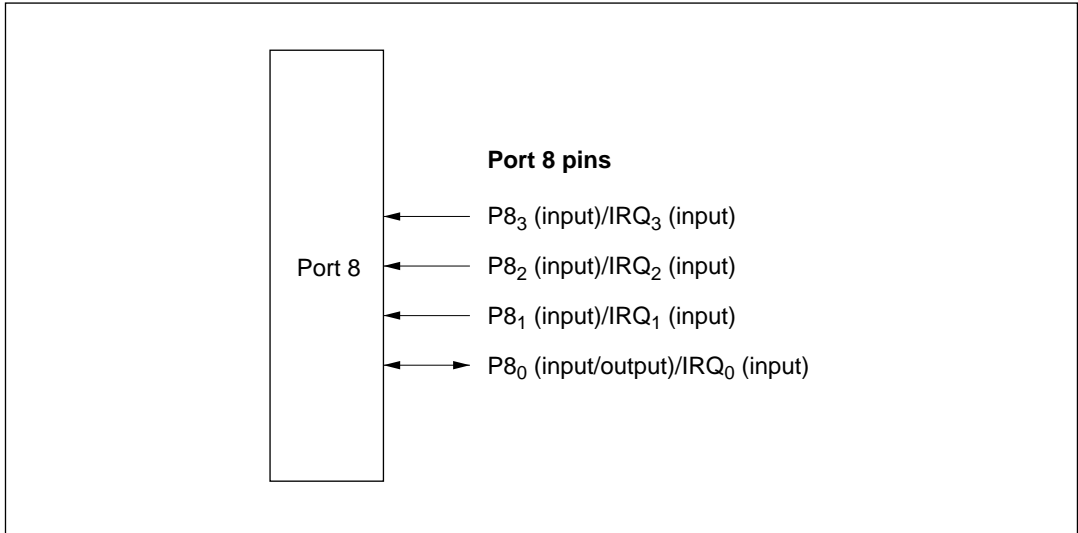 Port 8 pins
P8₃ (input)/IRQ₃ (input)
Port 8
P8₂ (input)/IRQ₂ (input)
P8₁ (input)/IRQ₁ (input)
P8₀ (input/output)/IRQ₀ (input)